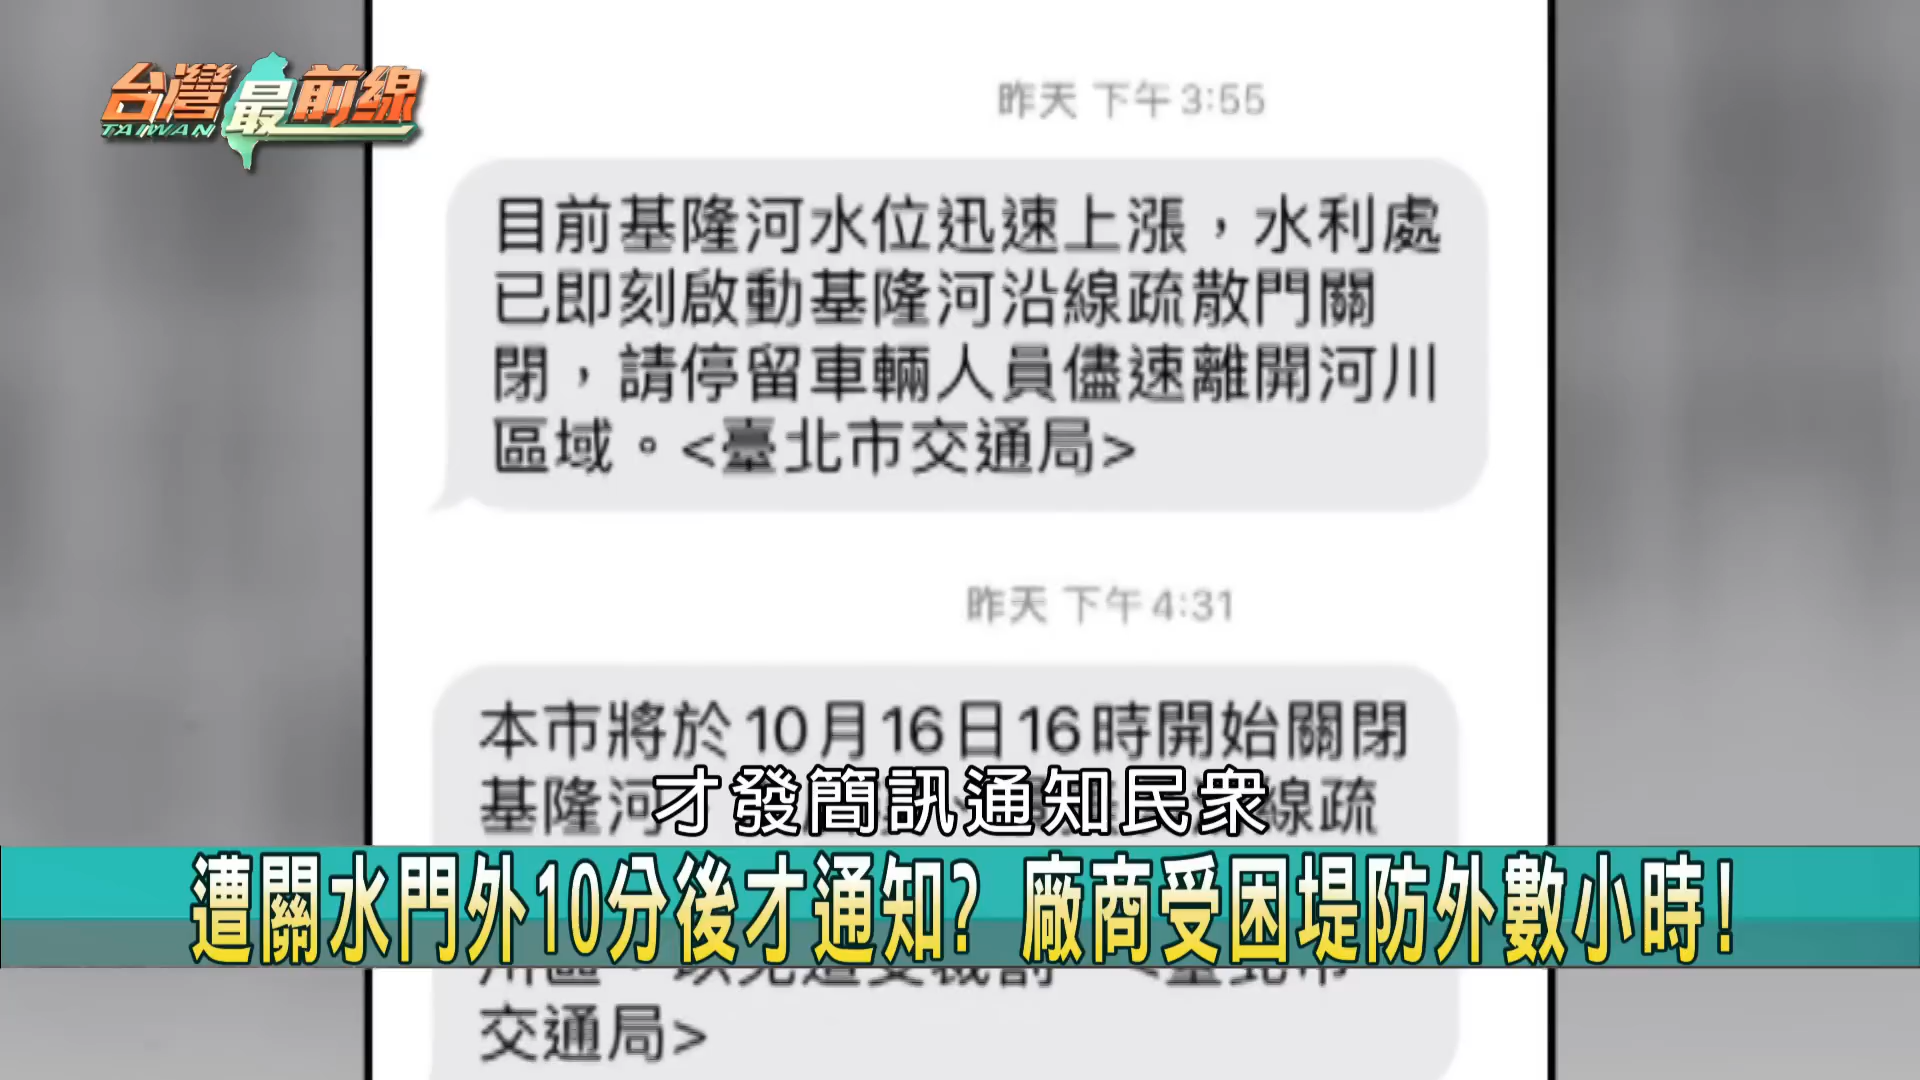 台灣最前線
TAIWAN
昨天 下午3:55
目前基隆河水位迅速上漲，水利處
已即刻啟動基隆河沿線疏散門關
閉，請停留車輛人員儘速離開河川
區域。<臺北市交通局>
昨天 下午4:31
本市將於10月16日16時開始關閉
基隆河
線疏
才發簡訊通知民眾
遭關水門外10分後才通知? 廠商受困堤防外數小時!
交通局>